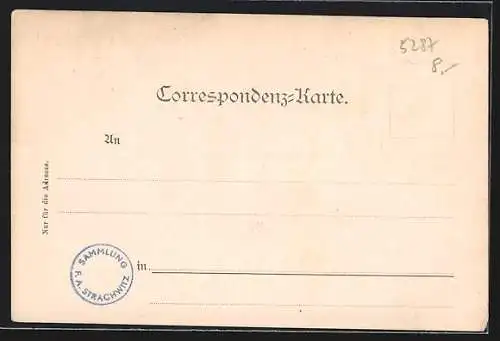 5287
8,-
Correspondenz-Karte.
An
Nur für die Adresse.
in
SAMMLUNG
F. A. STRACHWITZ